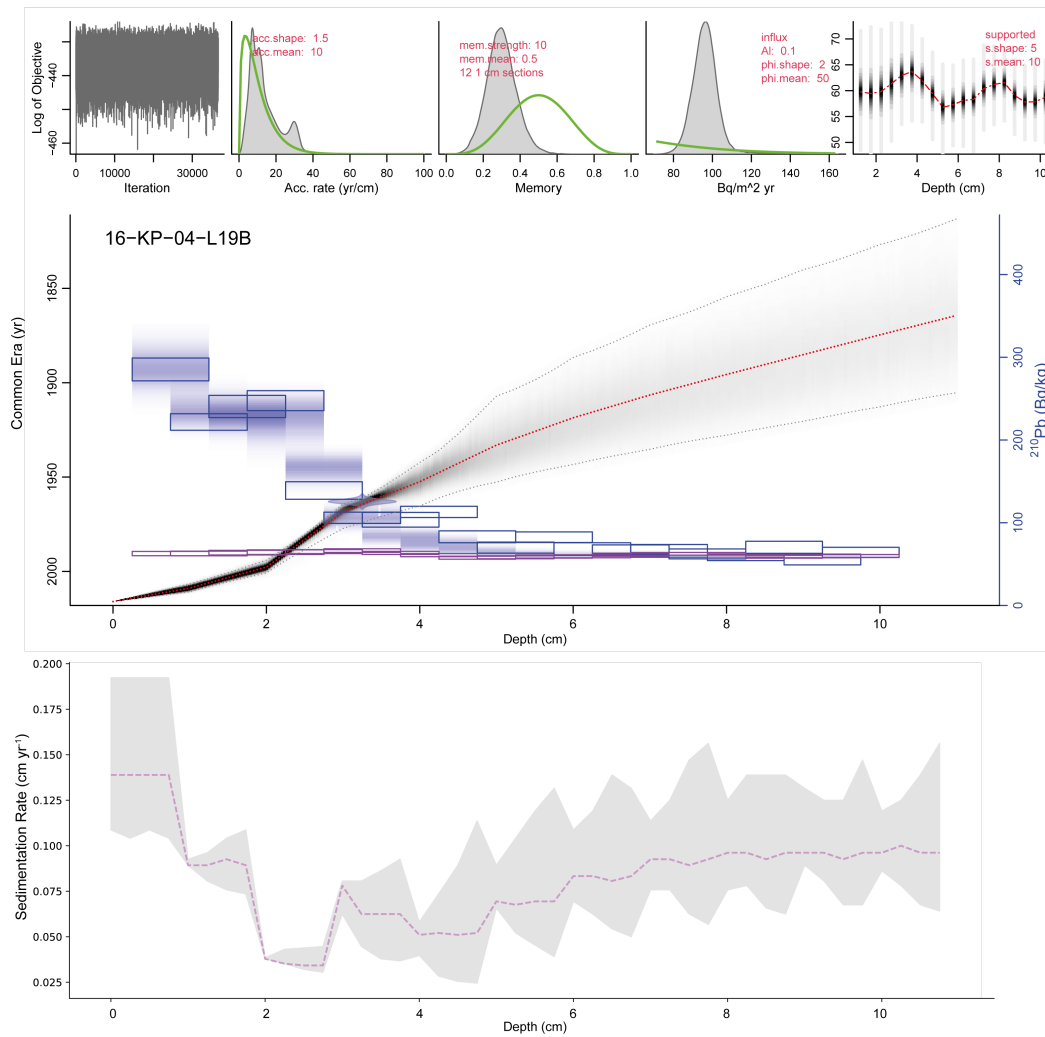 Log of Objective
−440
−460
0 10000 30000
Iteration
acc.shape: 1.5
acc.mean: 10
0 20 40 60 80 100
Acc. rate (yr/cm)
mem.strength: 10
mem.mean: 0.5
12 1 cm sections
0.0 0.2 0.4 0.6 0.8 1.0
Memory
influx
Al: 0.1
phi.shape: 2
phi.mean: 50
80 100 120 140 160
Bq/m^2 yr
supported
s.shape: 5
s.mean: 10
50 55 60 65 70
2 4 6 8 10
Depth (cm)
16−KP−04−L19B
Common Era (yr)
1850
1900
1950
2000
0 2 4 6 8 10
Depth (cm)
210Pb (Bq/kg)
400
300
200
100
0
Sedimentation Rate (cm yr⁻¹)
0.200
0.175
0.150
0.125
0.100
0.075
0.050
0.025
0 2 4 6 8 10
Depth (cm)